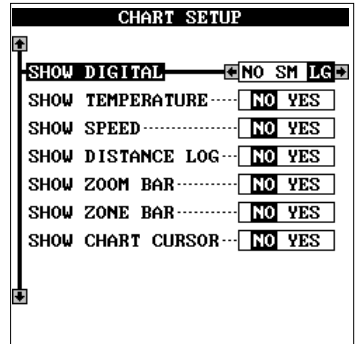 CHART SETUP
SHOW DIGITAL NO SM LG
SHOW TEMPERATURE NO YES
SHOW SPEED NO YES
SHOW DISTANCE LOG NO YES
SHOW ZOOM BAR NO YES
SHOW ZONE BAR NO YES
SHOW CHART CURSOR NO YES